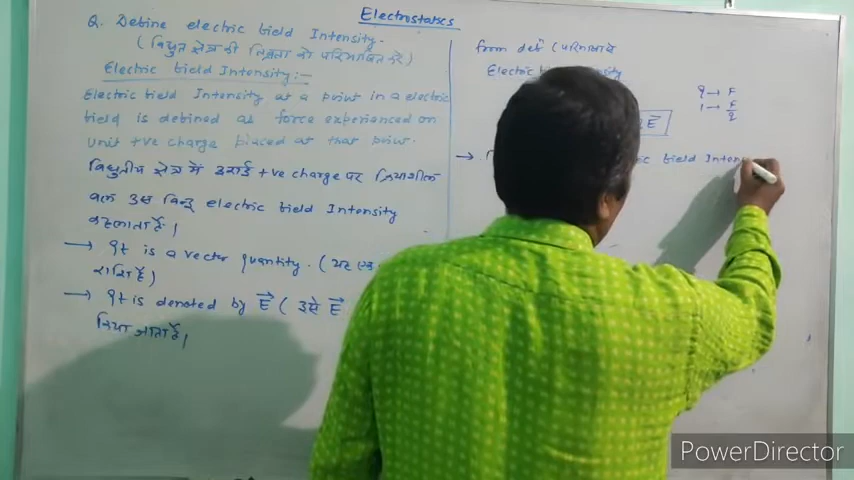 Electrostatics
Q. Define electric field Intensity.
(विधुत क्षेत्र की तिव्रता को परिभाषित करें)
Electric field Intensity:-
Electric field Intensity at a point in a electric
field is defined as force experienced on
unit +ve charge placed at that point.
विधुतीय क्षेत्र में इकाई +ve charge पर क्रियाशील
बल उस बिन्दु electric field Intensity
कहलाता है।
→ It is a vector quantity. (यह एक
राशि है)
→ It is denoted by E⃗ (इसे E⃗
किया जाता है।
from defn (परिभाषा से
Electric
q → F
1 → F/q
E⃗
→ field Inten
PowerDirector